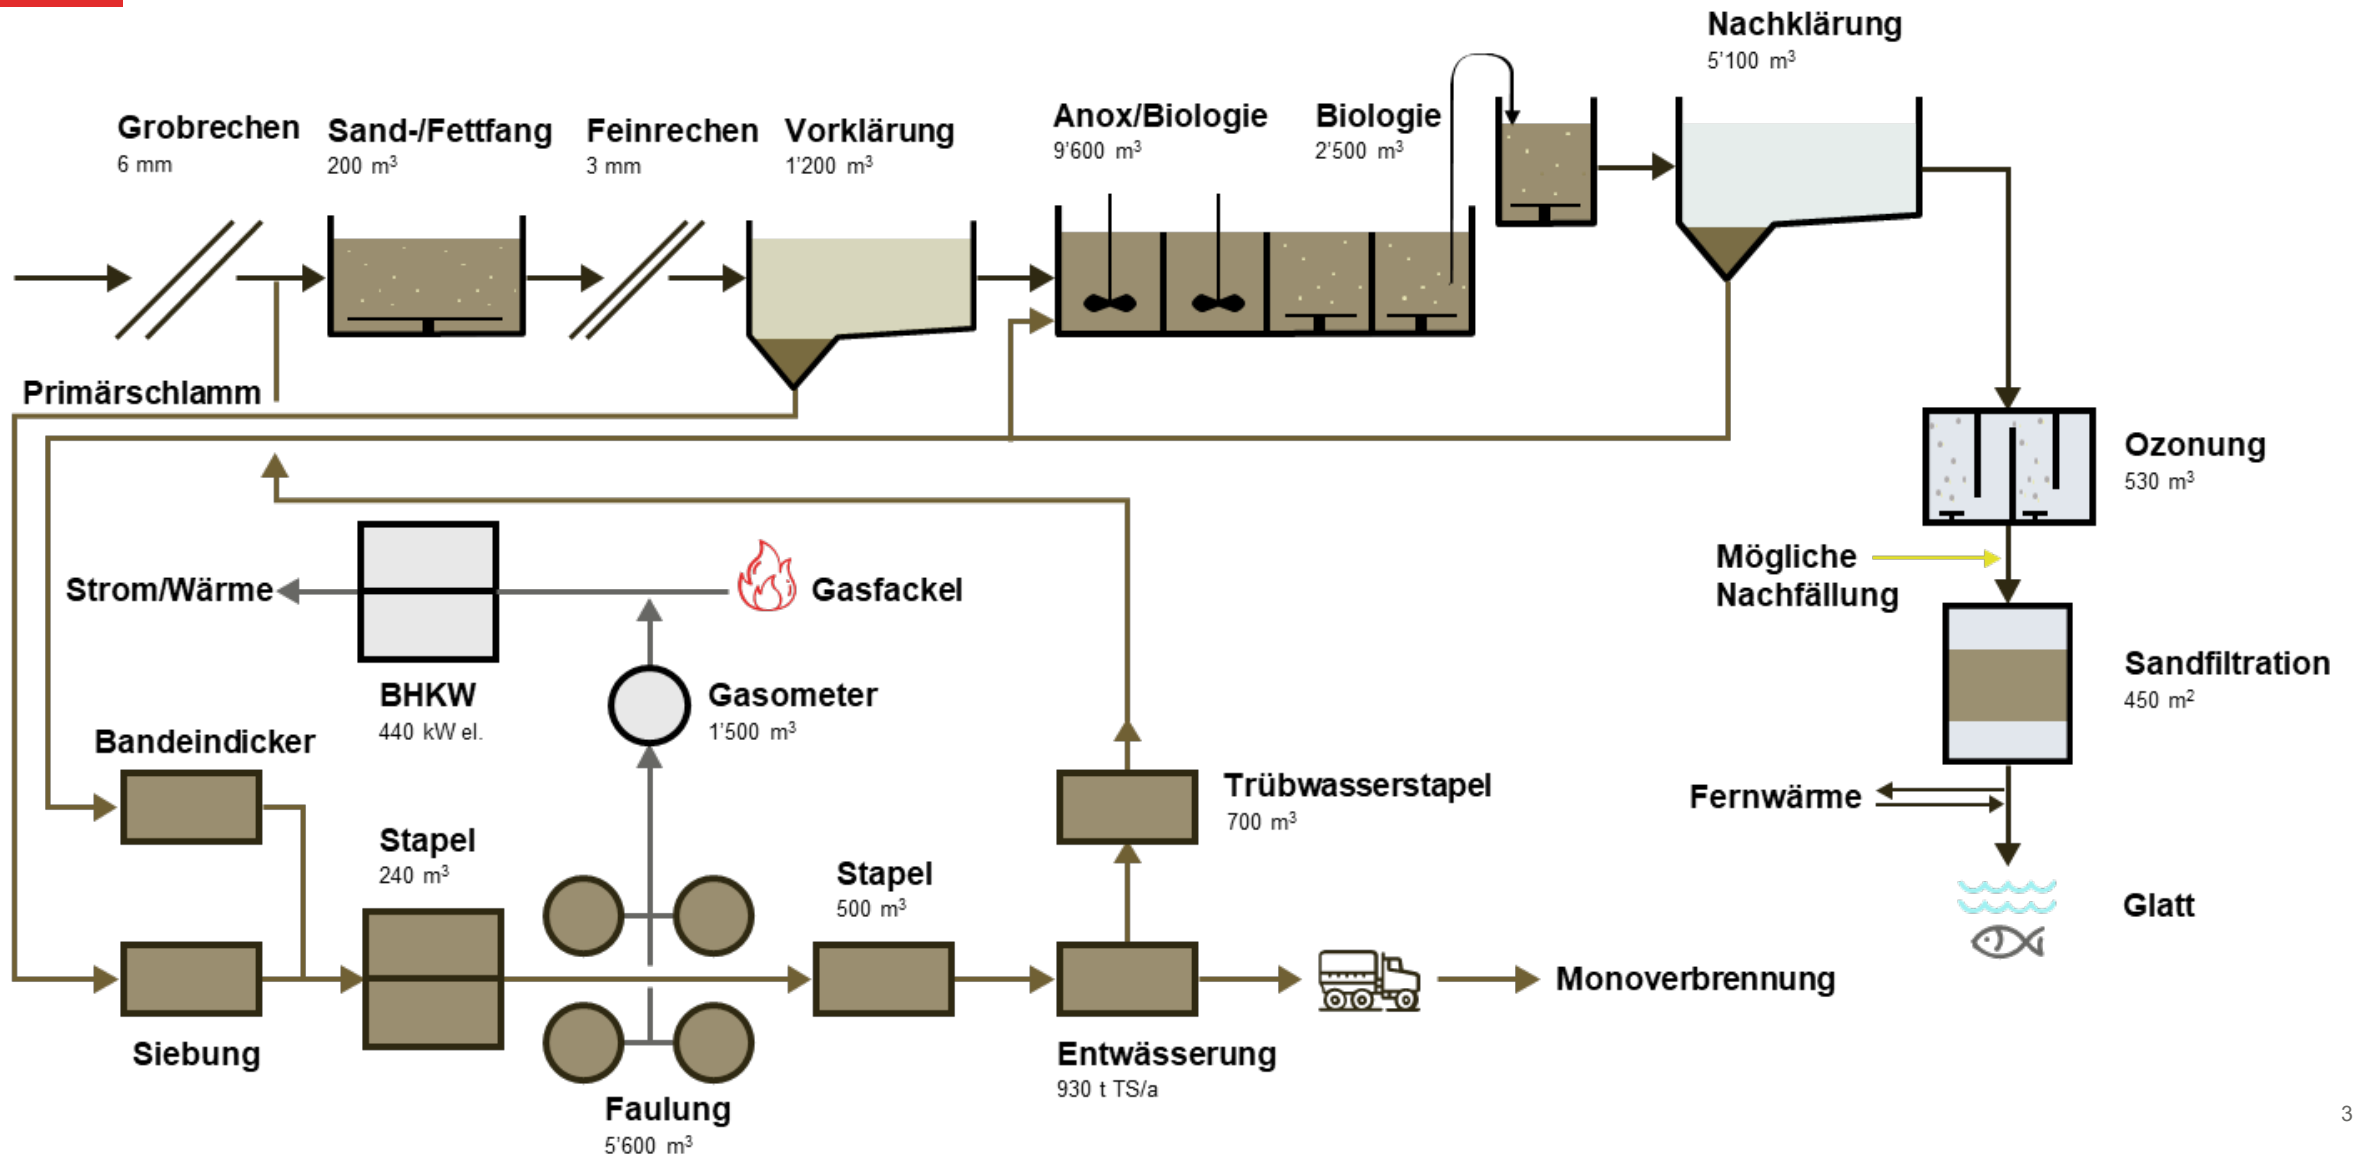 Nachklärung
5'100 m³
Grobrechen
6 mm
Sand-/Fettfang
200 m³
Feinrechen
3 mm
Vorklärung
1'200 m³
Anox/Biologie
9'600 m³
Biologie
2'500 m³
Primärschlamm
Ozonung
530 m³
Mögliche
Nachfällung
Strom/Wärme
Gasfackel
BHKW
440 kW el.
Gasometer
1'500 m³
Sandfiltration
450 m²
Bandeindicker
Trübwasserstapel
700 m³
Fernwärme
Stapel
240 m³
Stapel
500 m³
Glatt
Monoverbrennung
Siebung
Entwässerung
930 t TS/a
Faulung
5'600 m³
3